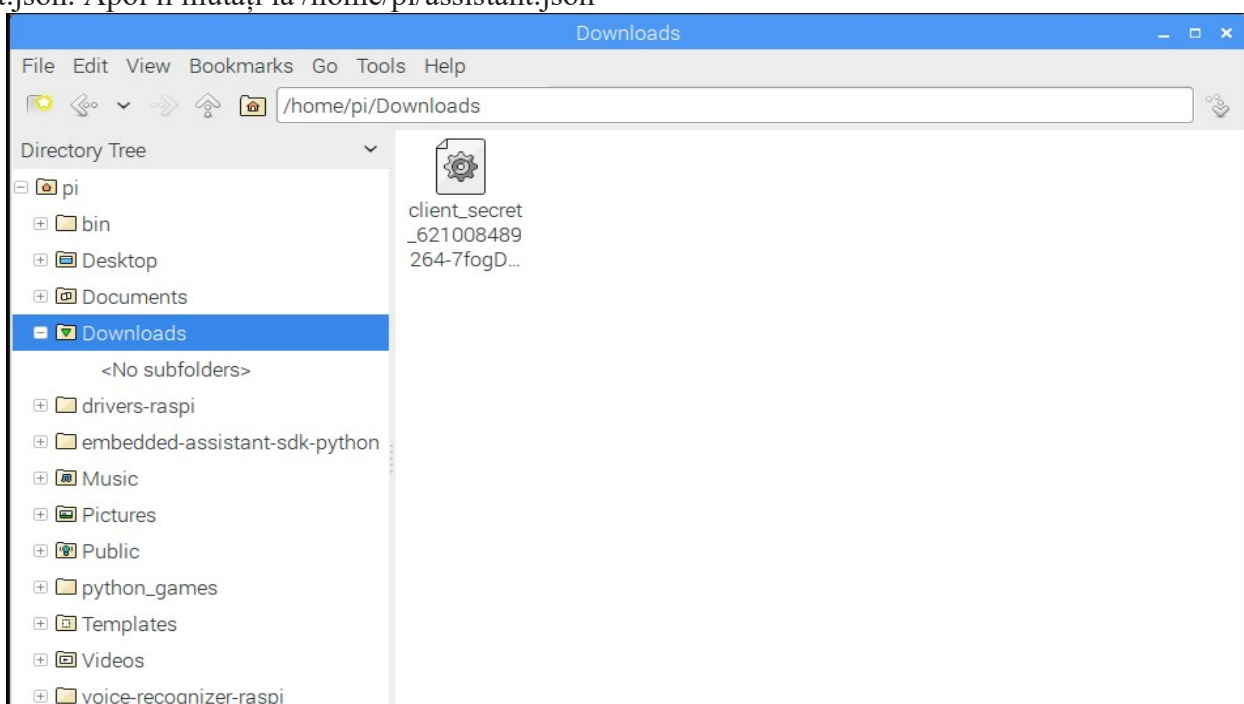 t.json. Apoi îl mutați la /home/pi/assistant.json
Downloads
File Edit View Bookmarks Go Tools Help
/home/pi/Downloads
Directory Tree
pi
bin
Desktop
Documents
Downloads
<No subfolders>
drivers-raspi
embedded-assistant-sdk-python
Music
Pictures
Public
python_games
Templates
Videos
voice-recognizer-raspi
client_secret
_621008489
264-7fogD...